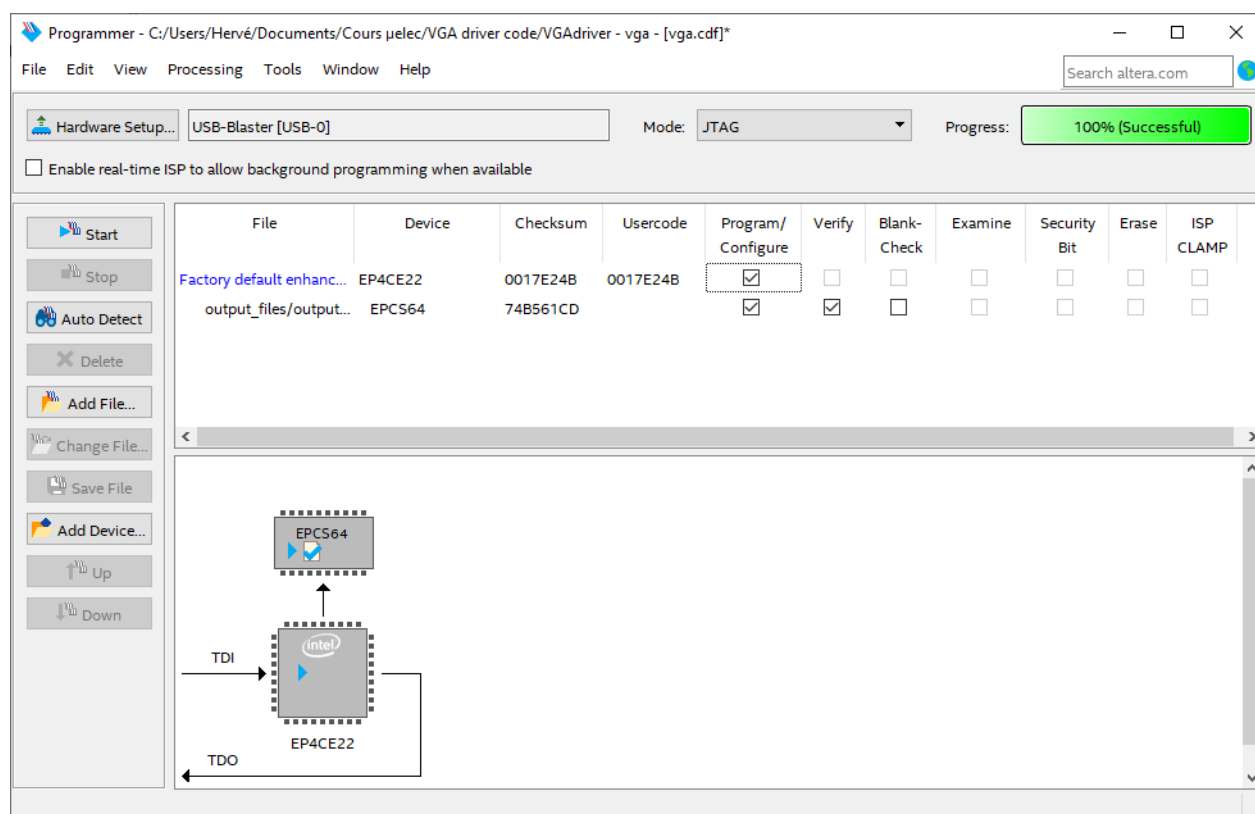 Programmer - C:/Users/Hervé/Documents/Cours µelec/VGA driver code/VGAdriver - vga - [vga.cdf]*
File Edit View Processing Tools Window Help
Search altera.com
Hardware Setup... USB-Blaster [USB-0] Mode: JTAG Progress: 100% (Successful)
Enable real-time ISP to allow background programming when available
Start
Stop
Auto Detect
Delete
Add File...
Change File...
Save File
Add Device...
Up
Down
File Device Checksum Usercode Program/ Verify Blank- Examine Security Erase ISP
Configure Check Bit CLAMP
Factory default enhanc... EP4CE22 0017E24B 0017E24B
output_files/output... EPCS64 74B561CD
EPCS64
intel
TDI
EP4CE22
TDO